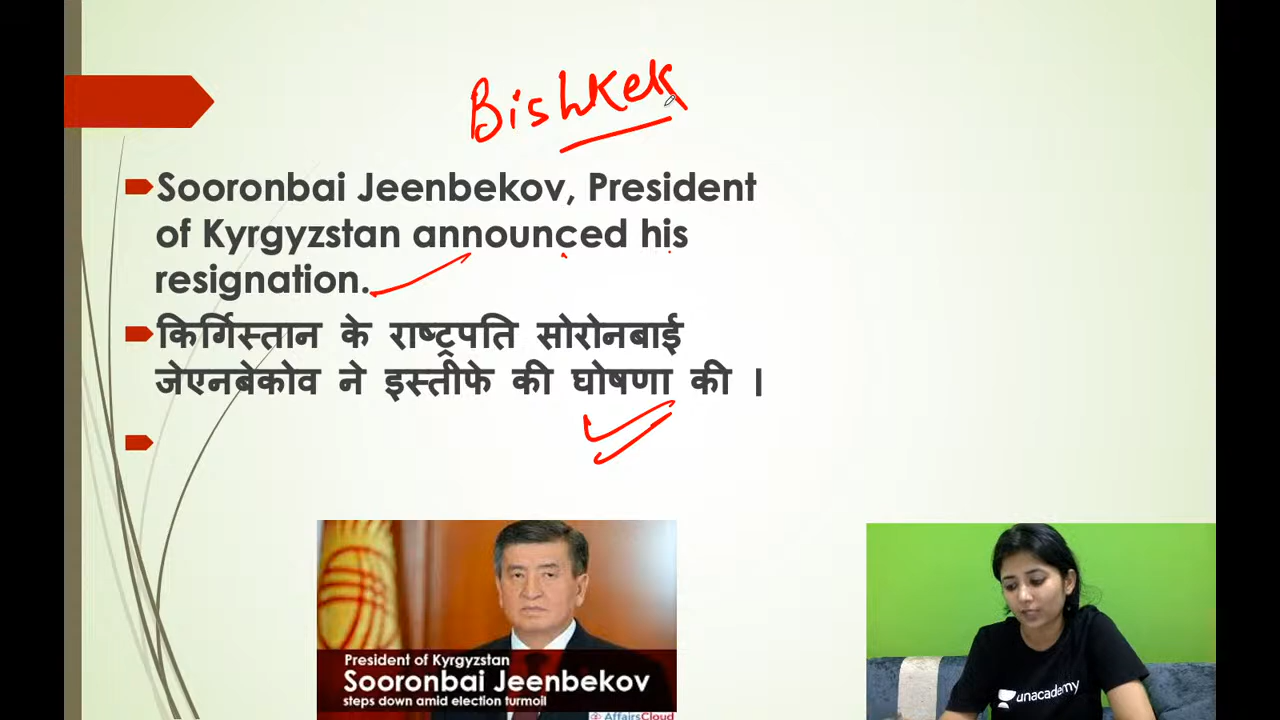 Bishkek
Sooronbai Jeenbekov, President
of Kyrgyzstan announced his
resignation.
किर्गिस्तान के राष्ट्रपति सोरोनबाई
जेएनबेकोव ने इस्तीफे की घोषणा की ।
President of Kyrgyzstan
Sooronbai Jeenbekov
steps down amid election turmoil
AffairsCloud
unacademy